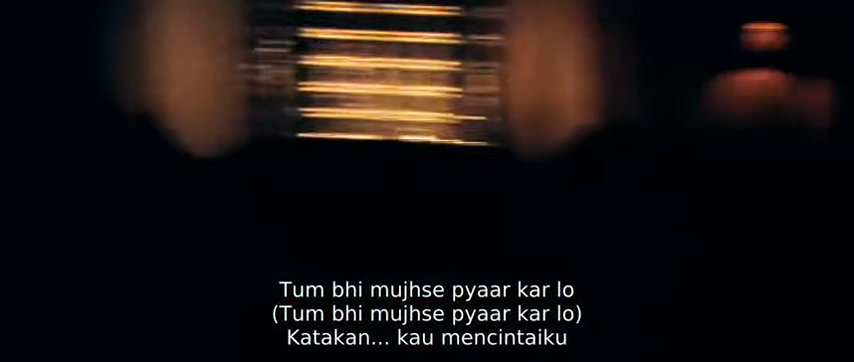 Tum bhi mujhse pyaar kar lo
(Tum bhi mujhse pyaar kar lo)
Katakan... kau mencintaiku